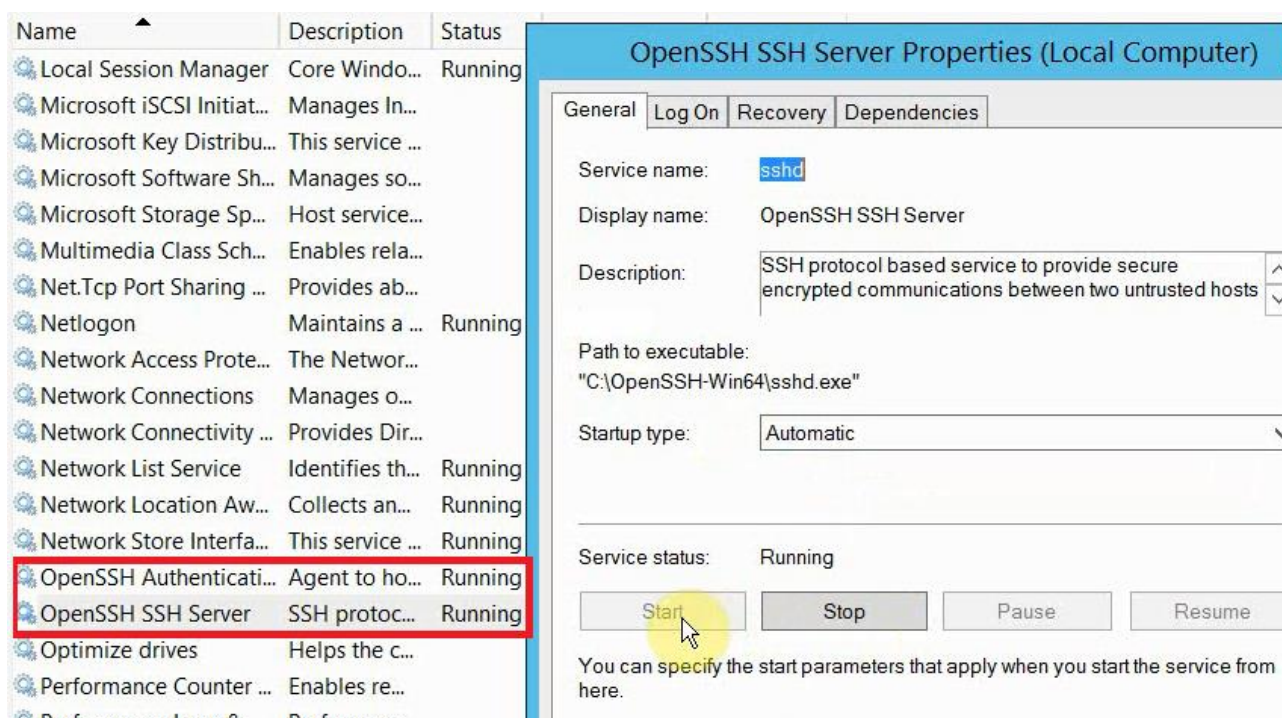 Name Description Status
Local Session Manager Core Windo... Running
Microsoft iSCSI Initiat... Manages In...
Microsoft Key Distribu... This service ...
Microsoft Software Sh... Manages so...
Microsoft Storage Sp... Host service...
Multimedia Class Sch... Enables rela...
Net.Tcp Port Sharing ... Provides ab...
Netlogon Maintains a ... Running
Network Access Prote... The Networ...
Network Connections Manages o...
Network Connectivity ... Provides Dir...
Network List Service Identifies th... Running
Network Location Aw... Collects an... Running
Network Store Interfa... This service ... Running
OpenSSH Authenticati... Agent to ho... Running
OpenSSH SSH Server SSH protoc... Running
Optimize drives Helps the c...
Performance Counter ... Enables re...
OpenSSH SSH Server Properties (Local Computer)
General Log On Recovery Dependencies
Service name: sshd
Display name: OpenSSH SSH Server
Description: SSH protocol based service to provide secure
encrypted communications between two untrusted hosts
Path to executable:
"C:\OpenSSH-Win64\sshd.exe"
Startup type: Automatic
Service status: Running
Start Stop Pause Resume
You can specify the start parameters that apply when you start the service from
here.